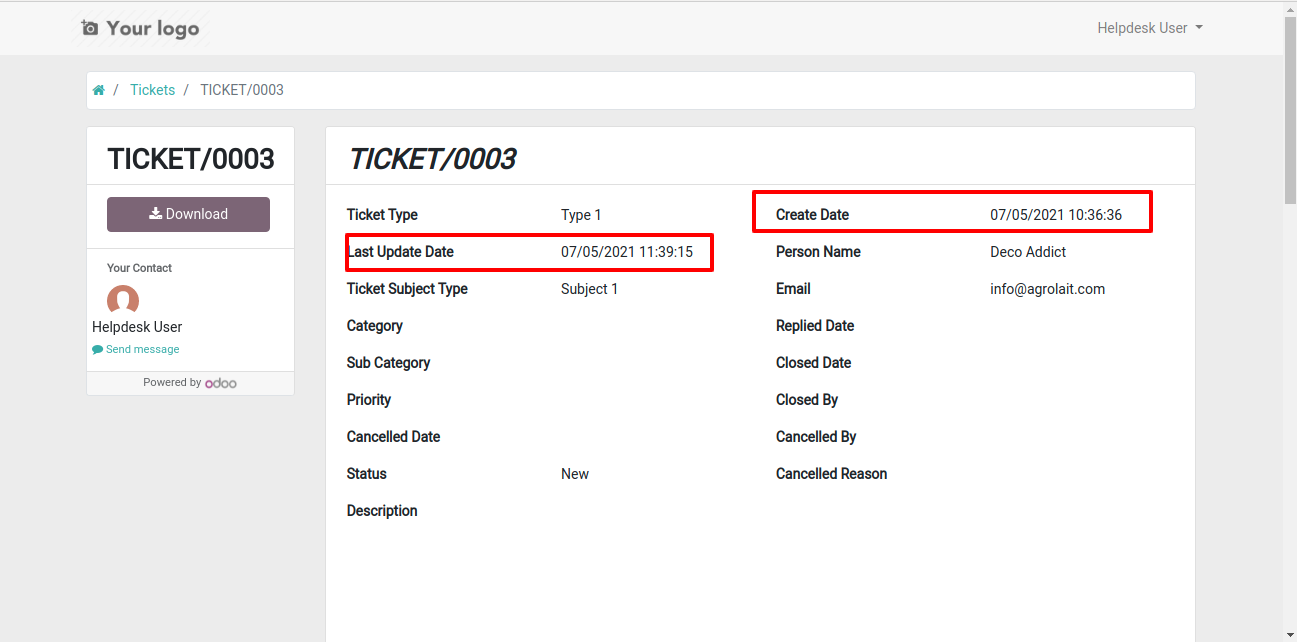 Your logo
Helpdesk User
/ Tickets / TICKET/0003
TICKET/0003
Download
Your Contact
Helpdesk User
Send message
Powered by odoo
TICKET/0003
Ticket Type Type 1 Create Date 07/05/2021 10:36:36
Last Update Date 07/05/2021 11:39:15 Person Name Deco Addict
Ticket Subject Type Subject 1 Email info@agrolait.com
Category Replied Date
Sub Category Closed Date
Priority Closed By
Cancelled Date Cancelled By
Status New Cancelled Reason
Description